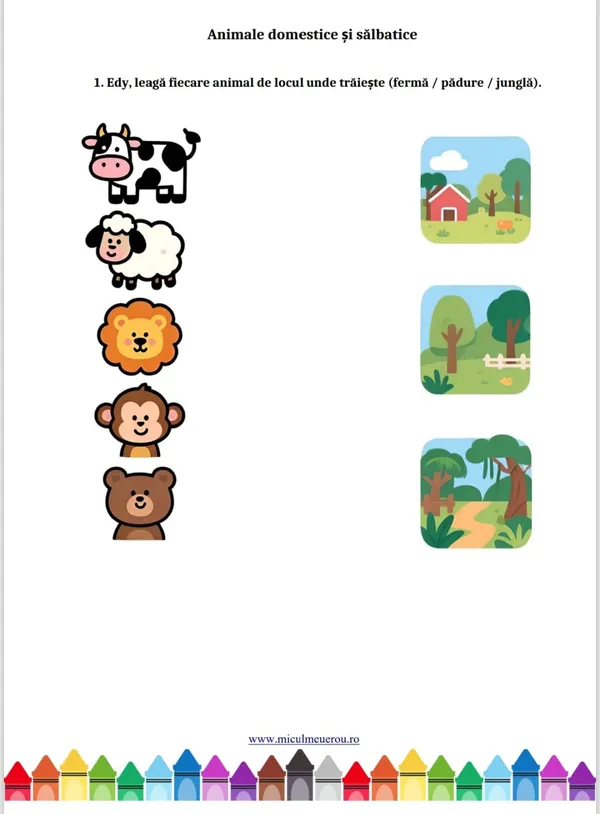 Animale domestice și sălbatice
1. Edy, leagă fiecare animal de locul unde trăiește (fermă / pădure / junglă).
www.miculmeuerou.ro